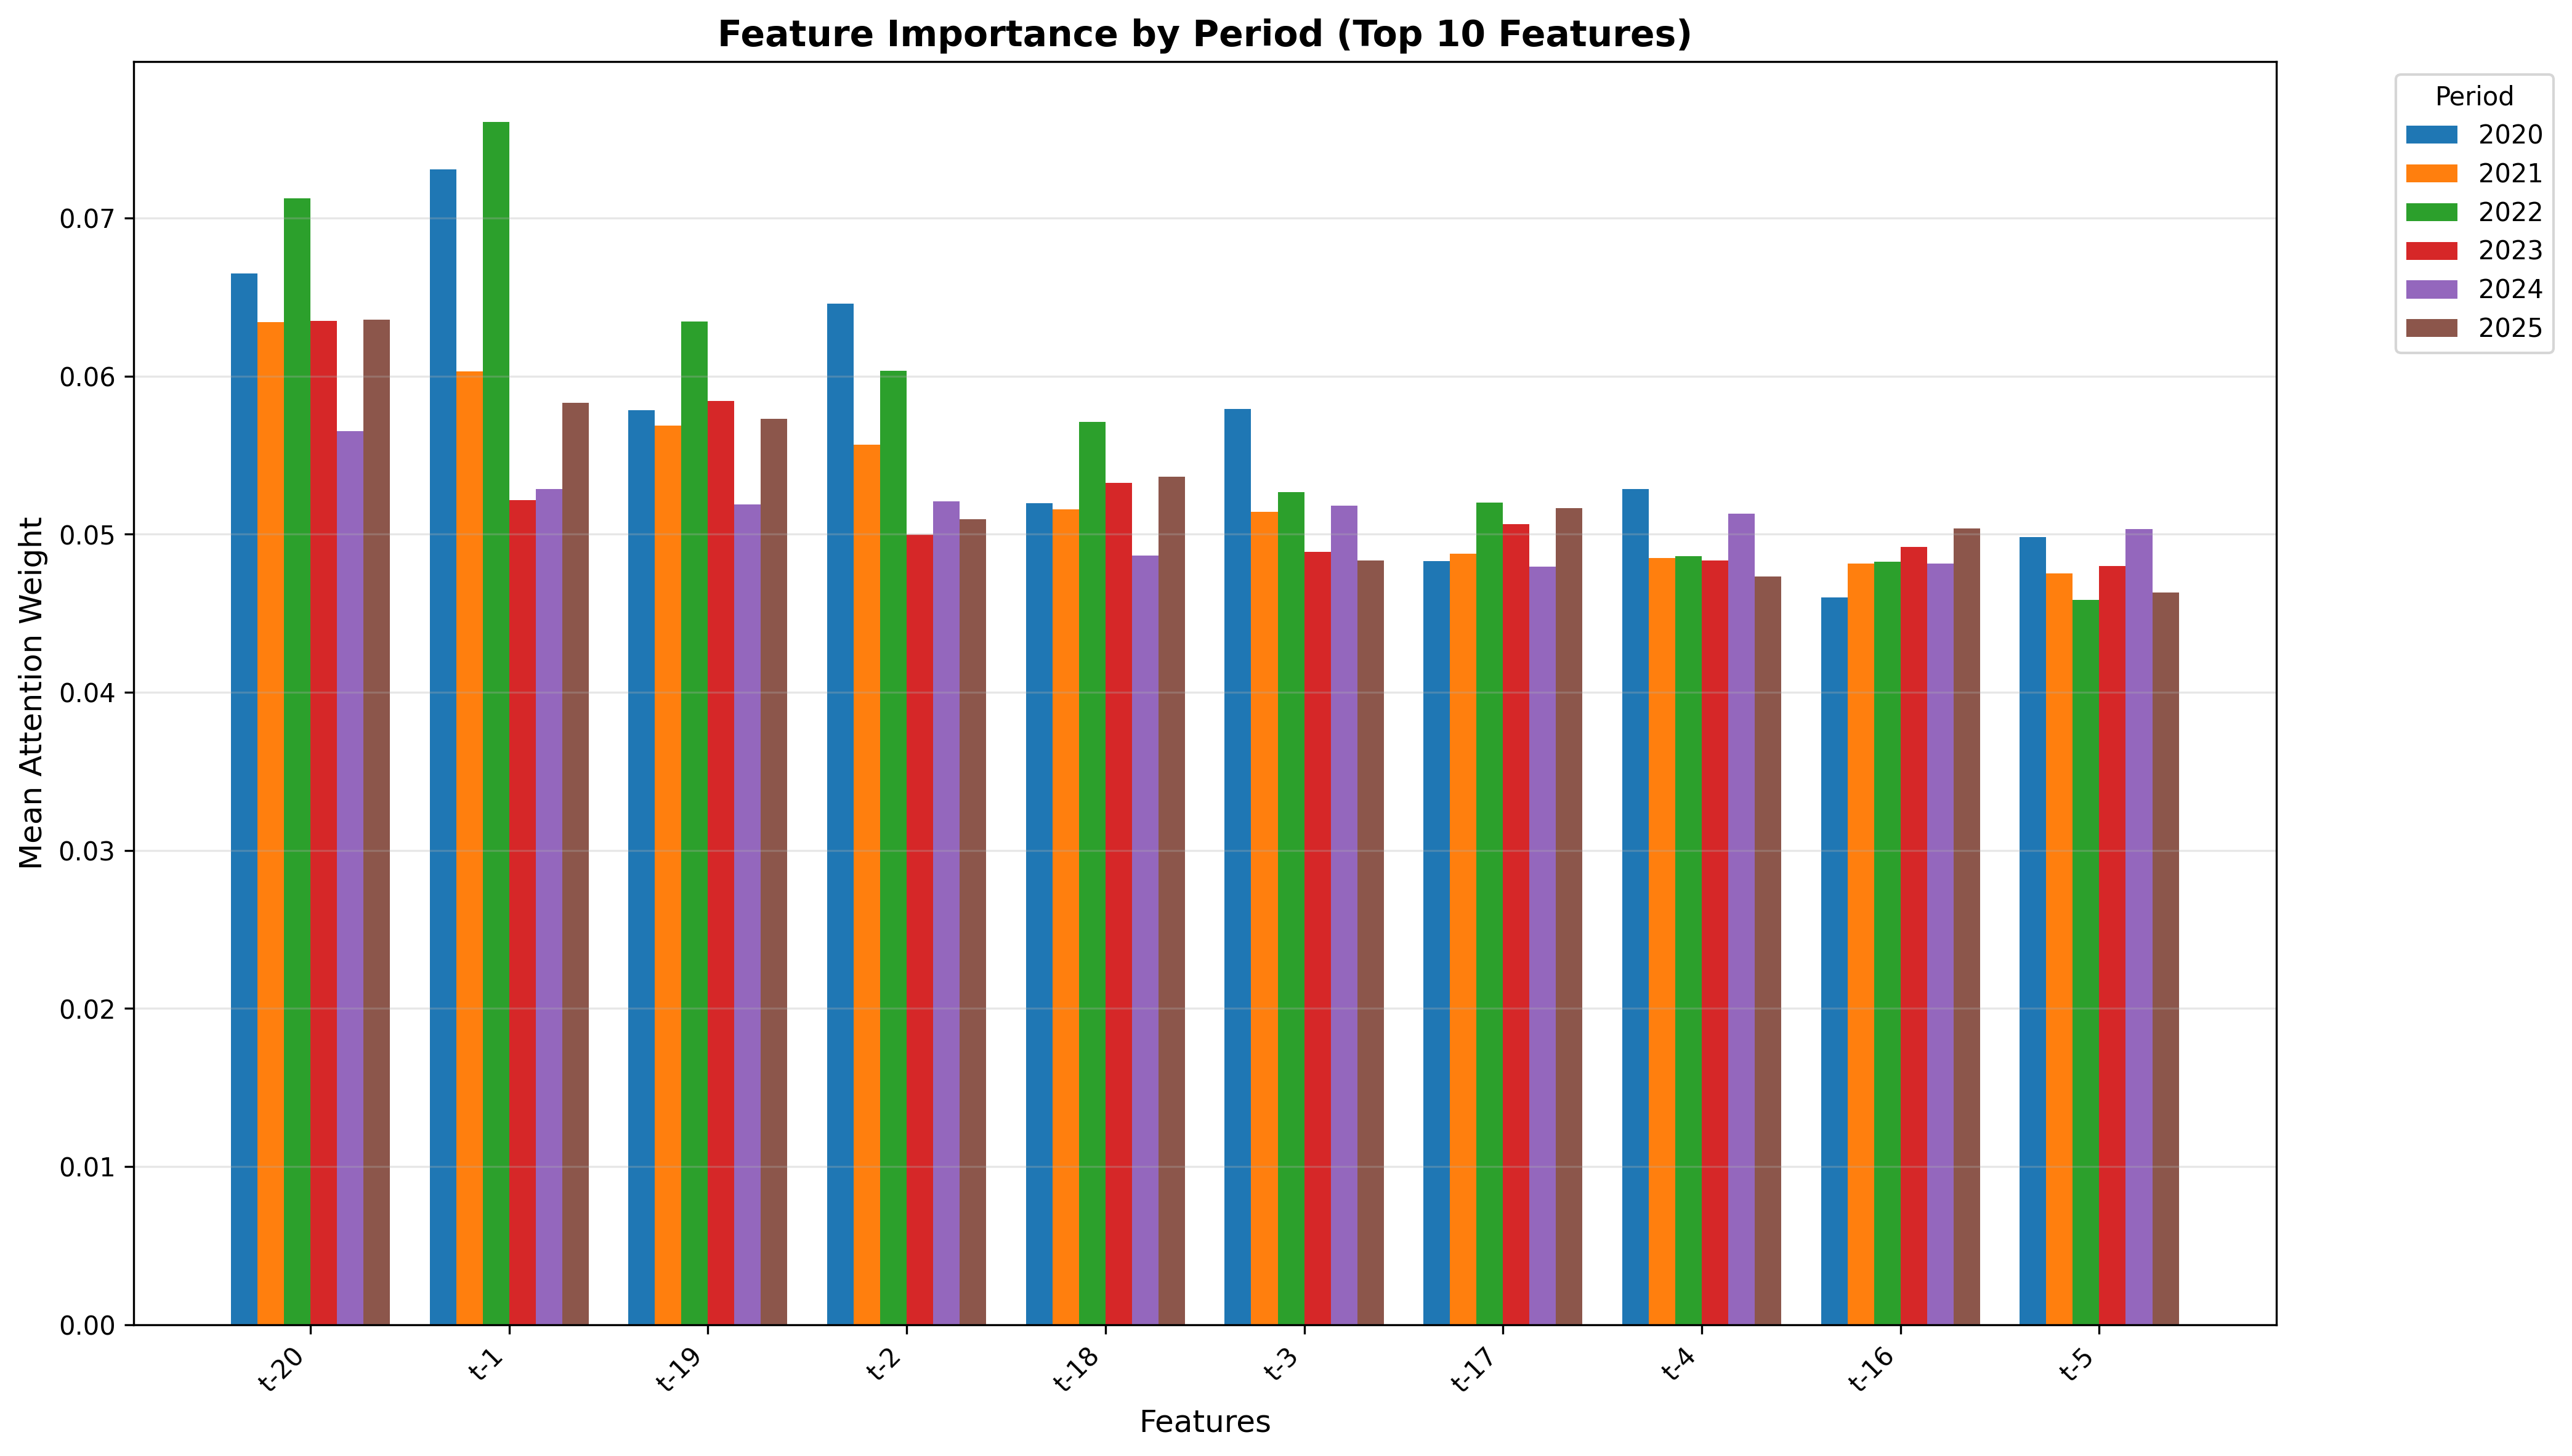 Feature Importance by Period (Top 10 Features)
Period
2020
2021
2022
2023
2024
2025
Mean Attention Weight
0.07
0.06
0.05
0.04
0.03
0.02
0.01
0.00
t-20
t-1
t-19
t-2
t-18
t-3
t-17
t-4
t-16
t-5
Features